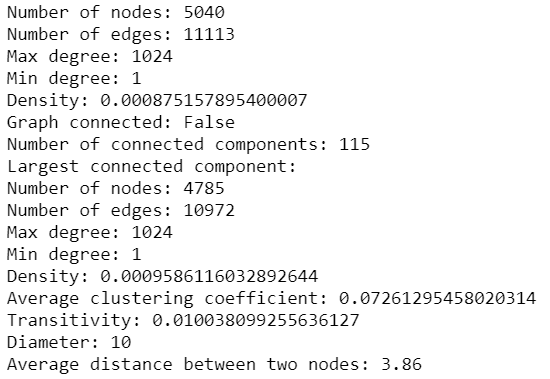 Number of nodes: 5040
Number of edges: 11113
Max degree: 1024
Min degree: 1
Density: 0.000875157895400007
Graph connected: False
Number of connected components: 115
Largest connected component:
Number of nodes: 4785
Number of edges: 10972
Max degree: 1024
Min degree: 1
Density: 0.0009586116032892644
Average clustering coefficient: 0.07261295458020314
Transitivity: 0.010038099255636127
Diameter: 10
Average distance between two nodes: 3.86